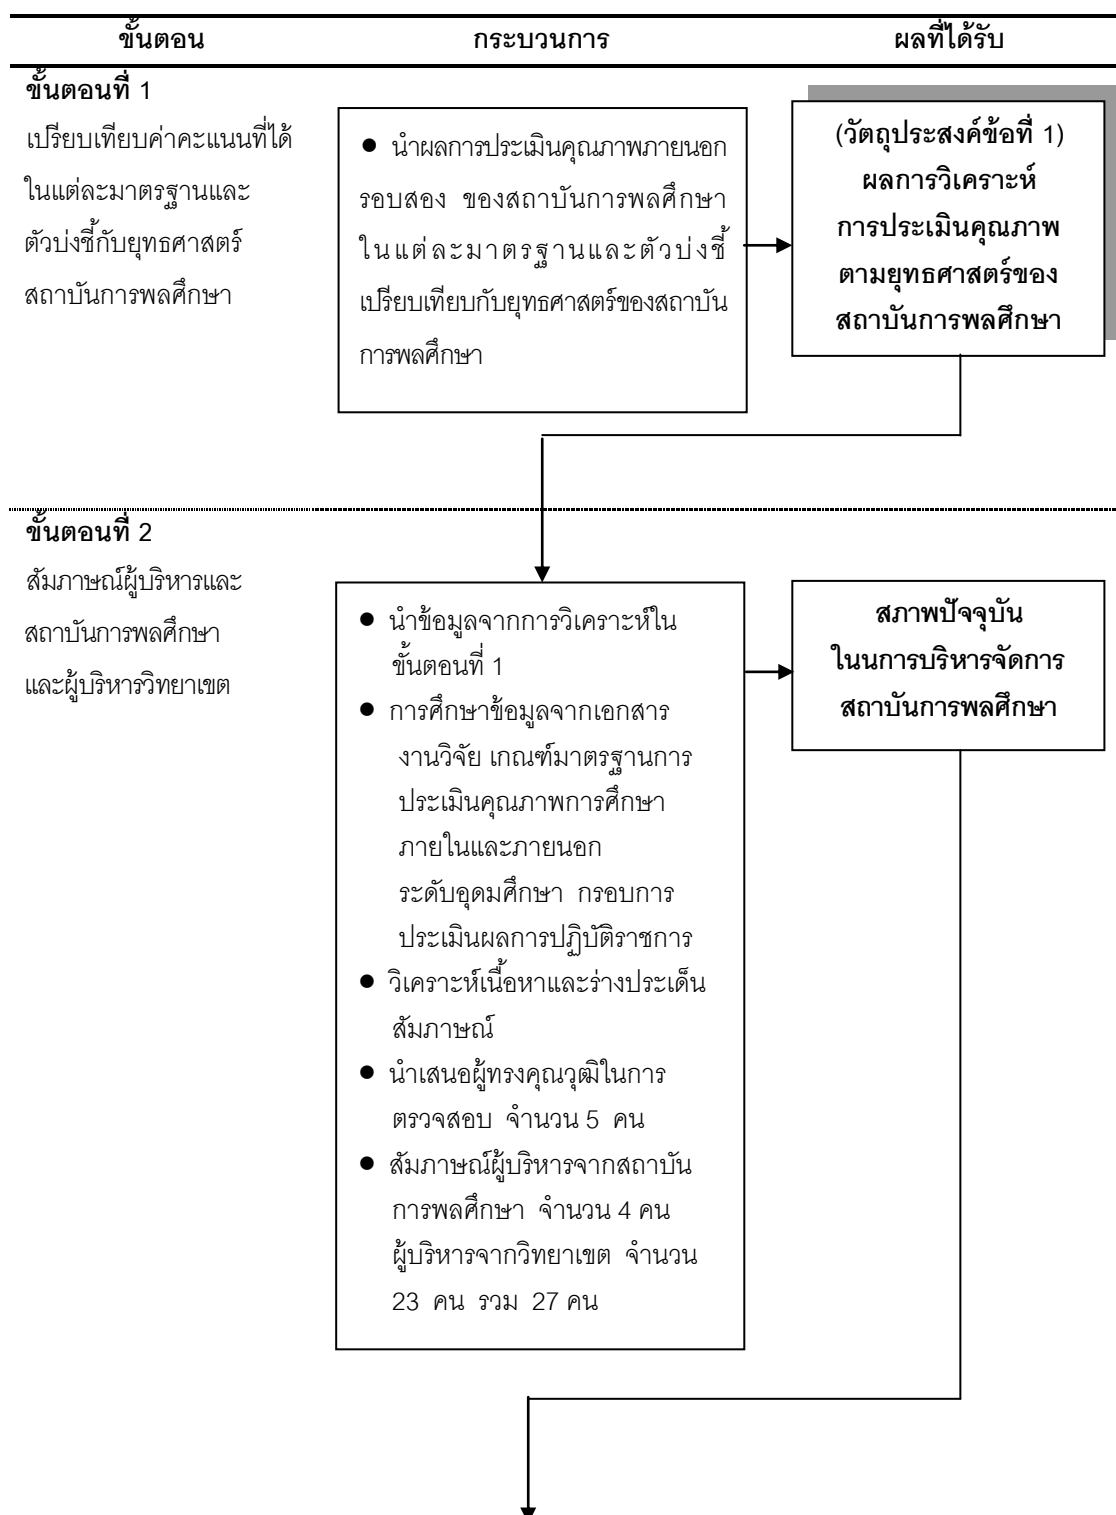 ขั้นตอน กระบวนการ ผลที่ได้รับ
ขั้นตอนที่ 1
เปรียบเทียบค่าคะแนนที่ได้
ในแต่ละมาตรฐานและ
ตัวบ่งชี้กับยุทธศาสตร์
สถาบันการพลศึกษา
● นำผลการประเมินคุณภาพภายนอก
รอบสอง ของสถาบันการพลศึกษา
ในแต่ละมาตรฐานและตัวบ่งชี้
เปรียบเทียบกับยุทธศาสตร์ของสถาบัน
การพลศึกษา
(วัตถุประสงค์ข้อที่ 1)
ผลการวิเคราะห์
การประเมินคุณภาพ
ตามยุทธศาสตร์ของ
สถาบันการพลศึกษา
ขั้นตอนที่ 2
สัมภาษณ์ผู้บริหารและ
สถาบันการพลศึกษา
และผู้บริหารวิทยาเขต
● นำข้อมูลจากการวิเคราะห์ใน
ขั้นตอนที่ 1
● การศึกษาข้อมูลจากเอกสาร
งานวิจัย เกณฑ์มาตรฐานการ
ประเมินคุณภาพการศึกษา
ภายในและภายนอก
ระดับอุดมศึกษา กรอบการ
ประเมินผลการปฏิบัติราชการ
● วิเคราะห์เนื้อหาและร่างประเด็น
สัมภาษณ์
● นำเสนอผู้ทรงคุณวุฒิในการ
ตรวจสอบ จำนวน 5 คน
● สัมภาษณ์ผู้บริหารจากสถาบัน
การพลศึกษา จำนวน 4 คน
ผู้บริหารจากวิทยาเขต จำนวน
23 คน รวม 27 คน
สภาพปัจจุบัน
ในนการบริหารจัดการ
สถาบันการพลศึกษา